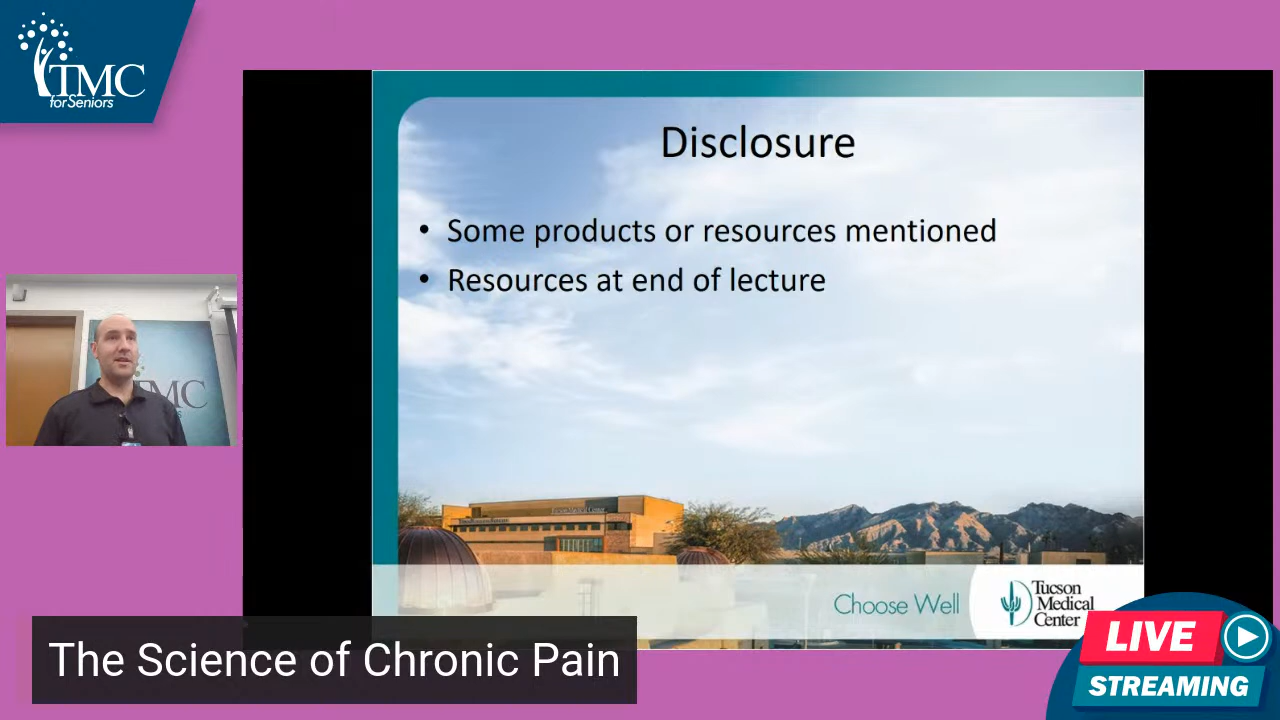 TMC
for Seniors
Disclosure
• Some products or resources mentioned
• Resources at end of lecture
TMC
Choose Well
Tucson
Medical
Center
The Science of Chronic Pain
LIVE
STREAMING